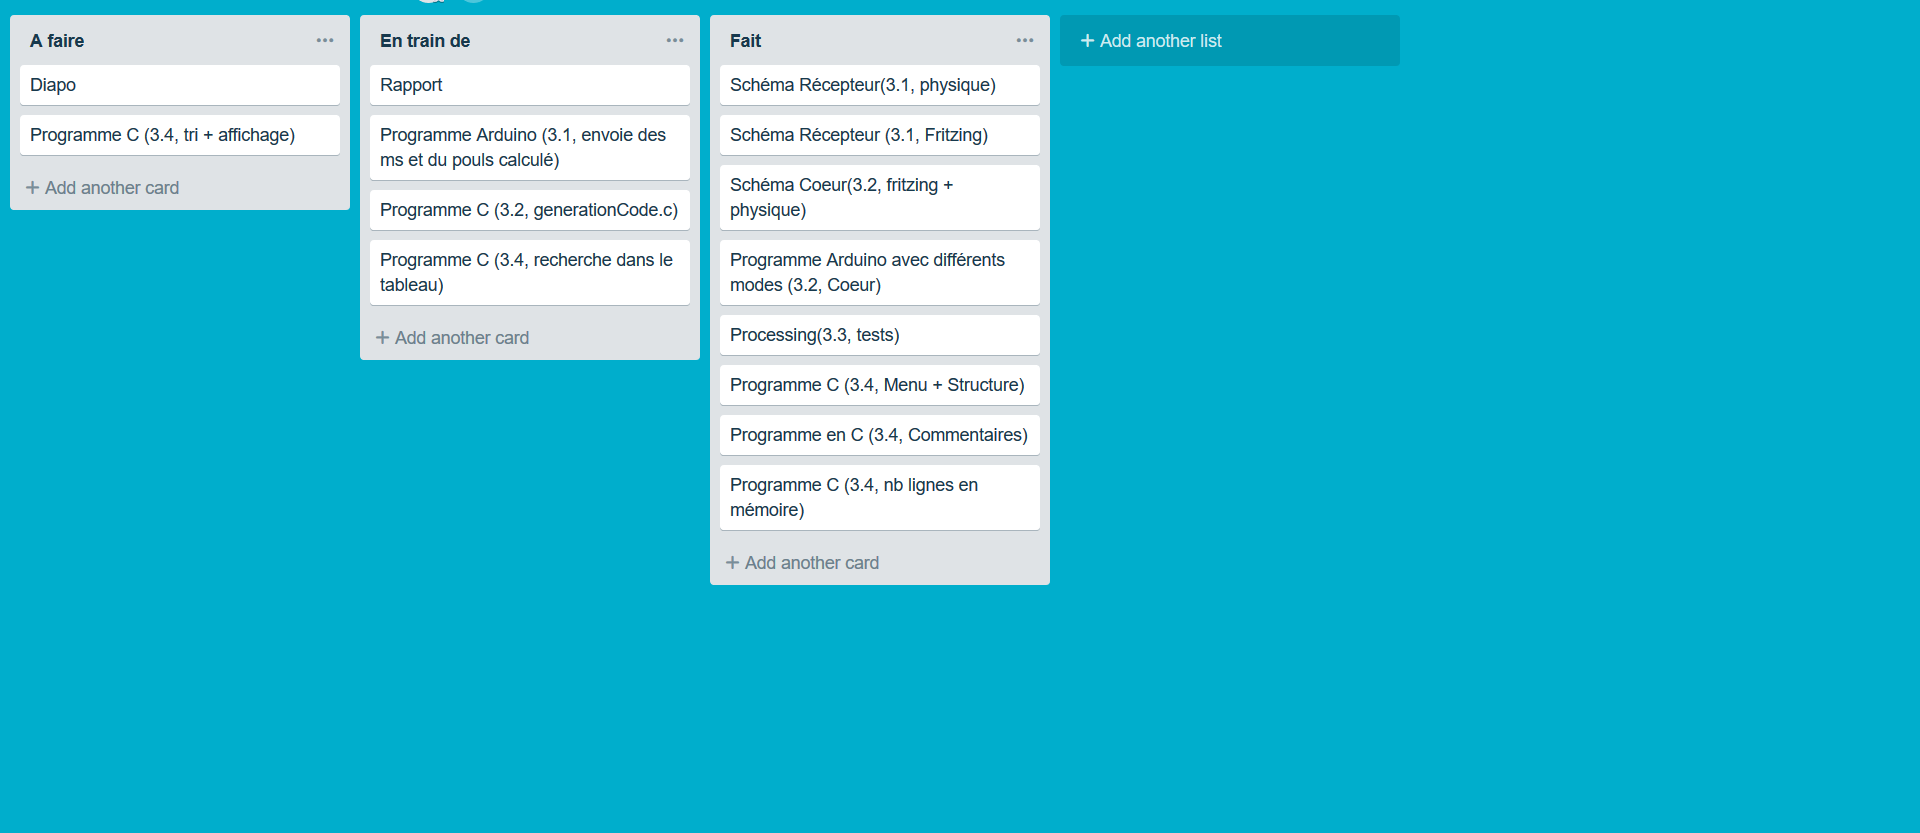 A faire
Diapo
Programme C (3.4, tri + affichage)
+ Add another card
En train de
Rapport
Programme Arduino (3.1, envoie des
ms et du pouls calculé)
Programme C (3.2, generationCode.c)
Programme C (3.4, recherche dans le
tableau)
+ Add another card
Fait
Schéma Récepteur(3.1, physique)
Schéma Récepteur (3.1, Fritzing)
Schéma Coeur(3.2, fritzing +
physique)
Programme Arduino avec différents
modes (3.2, Coeur)
Processing(3.3, tests)
Programme C (3.4, Menu + Structure)
Programme en C (3.4, Commentaires)
Programme C (3.4, nb lignes en
mémoire)
+ Add another card
+ Add another list